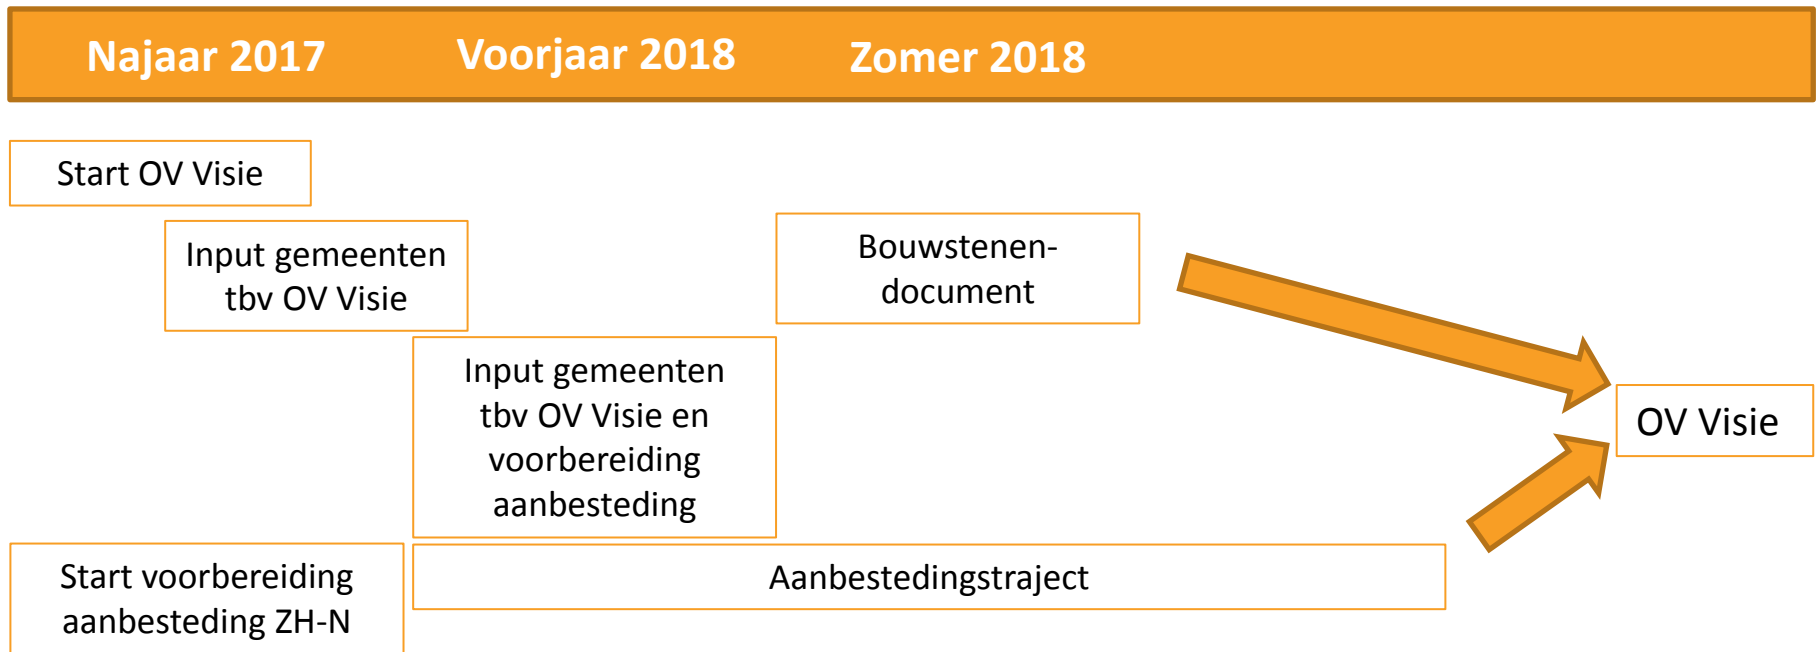 Najaar 2017
Voorjaar 2018
Zomer 2018
Start OV Visie
Input gemeenten
tbv OV Visie
Bouwstenen-
document
Input gemeenten
tbv OV Visie en
voorbereiding
aanbesteding
OV Visie
Start voorbereiding
aanbesteding ZH-N
Aanbestedingstraject